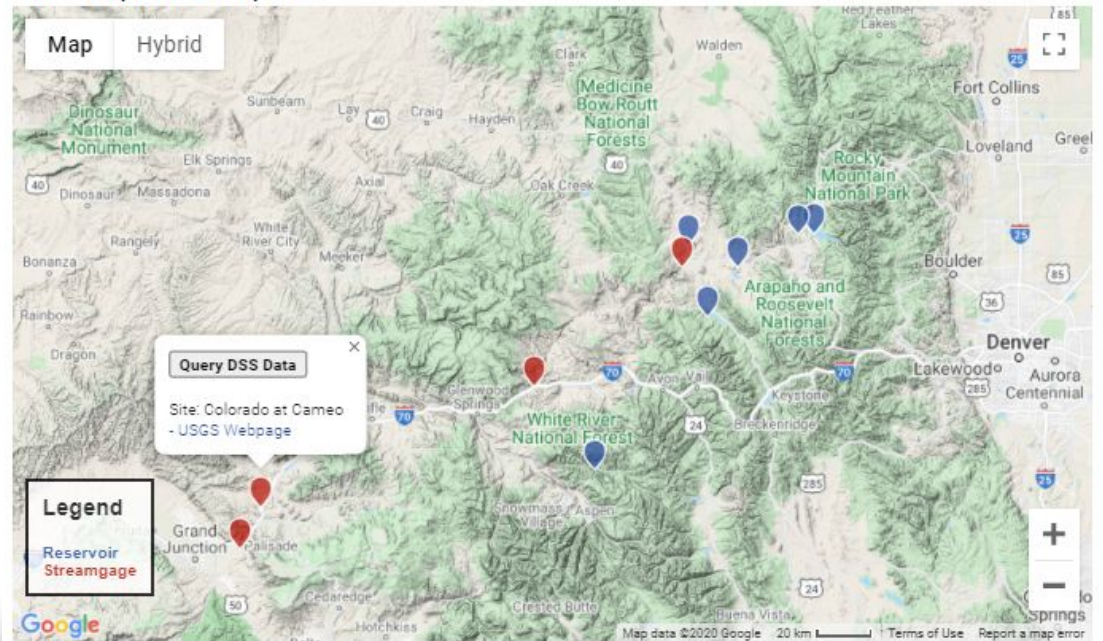 Map
Hybrid
Red Feather
Lakes
85
25
Walden
Clark
Fort Collins
Medicine
Bow Routt
National
Forests
Dinosaur
National
Monument
Sunbeam
Lay
40
Craig
Hayden
Loveland
Greel
Rocky
Mountain
National Park
Elk Springs
40
40
Dinosaur
Massadona
Axial
Oak Creek
White
River City
Rangely
Meeker
Bonanza
25
Boulder
85
Arapaho and
Roosevelt
National
Forests
36
Rainbow
Dragon
Denver
Lakewood
Aurora
285
Centennial
70
70
Query DSS Data
×
Site: Colorado at Cameo
- USGS Webpage
ifle
70
Glenwood
Springs
Avon
Vail
Keystone
Breckenridge
24
White River
National Forest
25
285
Snowmass
Village
Aspen
Legend
Reservoir
Streamgage
Grand
Junction
Palisade
+
−
50
Cedaredge
Hotchkiss
Crested Butte
24
Buena Vista
Springs
Google
Map data ©2020 Google
20 km
Terms of Use
Report a map error